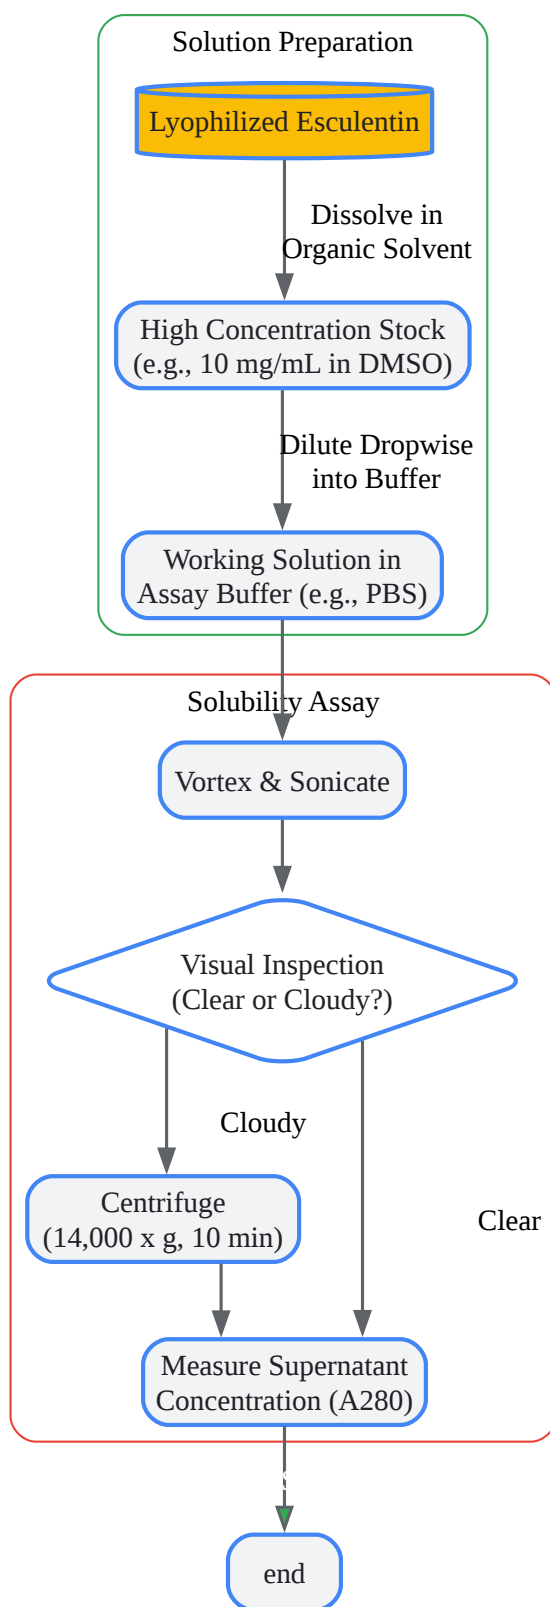 Solution Preparation
Lyophilized Esculentin
Dissolve in
Organic Solvent
High Concentration Stock
(e.g., 10 mg/mL in DMSO)
Dilute Dropwise
into Buffer
Working Solution in
Assay Buffer (e.g., PBS)
Solubility Assay
Vortex & Sonicate
Visual Inspection
(Clear or Cloudy?)
Cloudy
Centrifuge
(14,000 x g, 10 min)
Clear
Measure Supernatant
Concentration (A280)
end